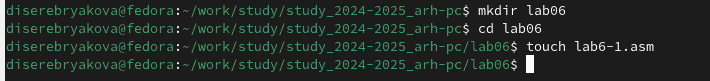 diserebryakova@fedora:~/work/study/study_2024-2025_arh-pc$ mkdir lab06
diserebryakova@fedora:~/work/study/study_2024-2025_arh-pc$ cd lab06
diserebryakova@fedora:~/work/study/study_2024-2025_arh-pc/lab06$ touch lab6-1.asm
diserebryakova@fedora:~/work/study/study_2024-2025_arh-pc/lab06$